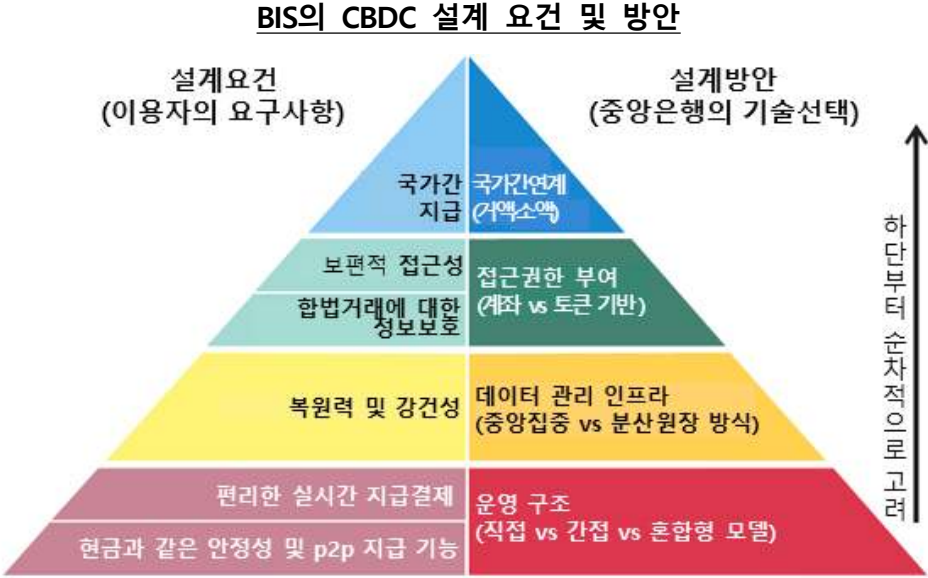 BIS의 CBDC 설계 요건 및 방안
설계요건
(이용자의 요구사항)
설계방안
(중앙은행의 기술선택)
국가간
지급
국가간연계
(거액소액)
보편적 접근성
합법거래에 대한
정보보호
접근권한 부여
(계좌 vs 토큰 기반)
복원력 및 강건성
데이터 관리 인프라
(중앙집중 vs 분산원장 방식)
편리한 실시간 지급결제
현금과 같은 안정성 및 p2p 지급 기능
운영 구조
(직접 vs 간접 vs 혼합형 모델)
하단부터 순차적으로 고려